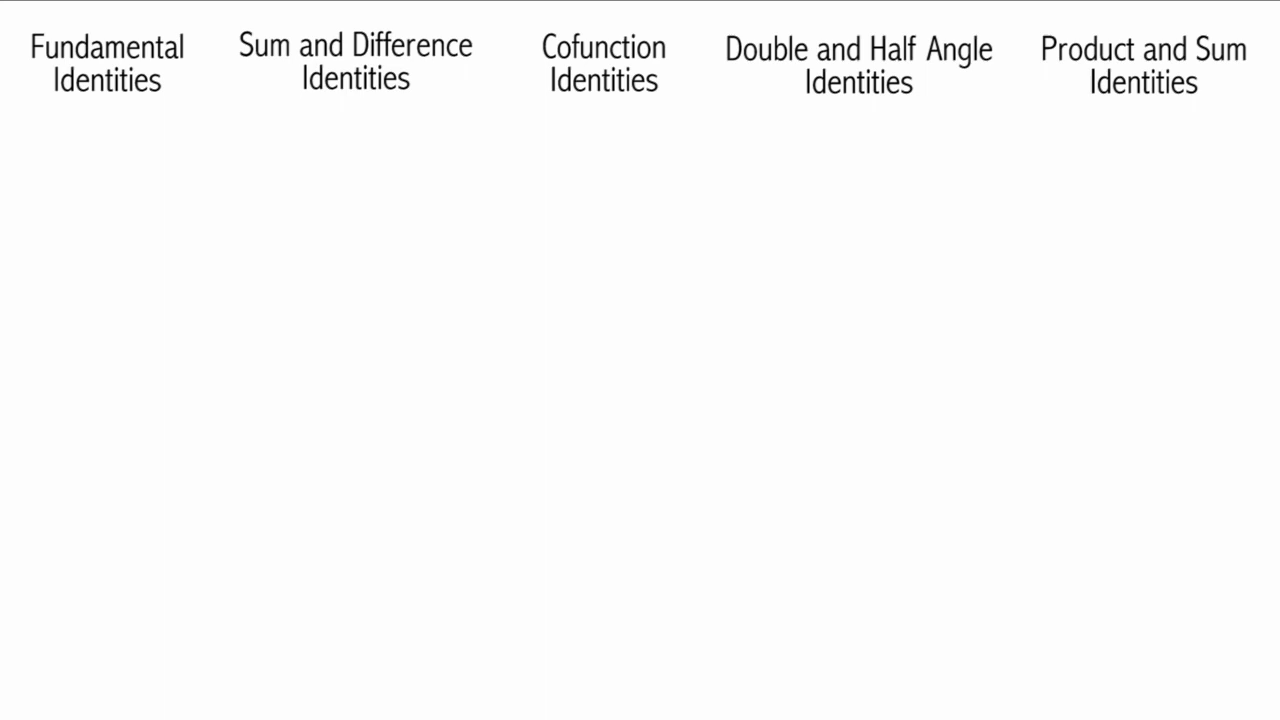 Fundamental
Identities
Sum and Difference
Identities
Cofunction
Identities
Double and Half Angle
Identities
Product and Sum
Identities